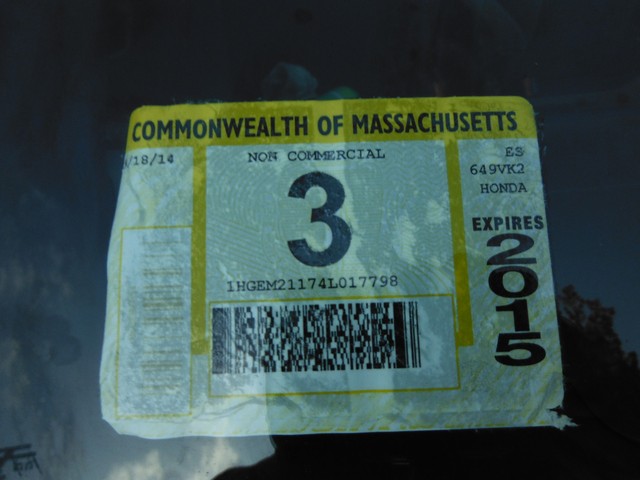 COMMONWEALTH OF MASSACHUSETTS
/18/14
NON COMMERCIAL
ES
649VK2
HONDA
3
EXPIRES
2015
1HGEM21174L017798